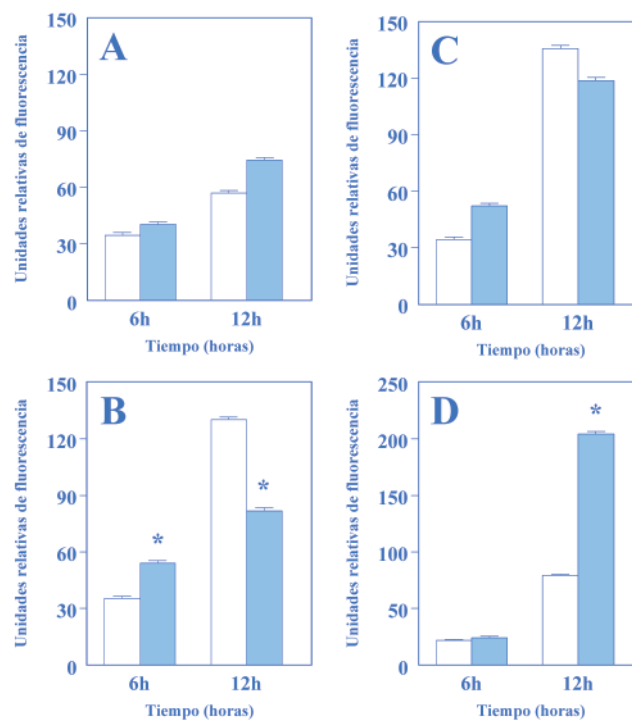 A
Unidades relativas de fluorescencia
150
120
90
60
30
0
6h 12h
Tiempo (horas)
C
Unidades relativas de fluorescencia
150
120
90
60
30
0
6h 12h
Tiempo (horas)
B
Unidades relativas de fluorescencia
150
120
90
60
30
0
* *
6h 12h
Tiempo (horas)
D
Unidades relativas de fluorescencia
250
200
150
100
50
0
*
6h 12h
Tiempo (horas)